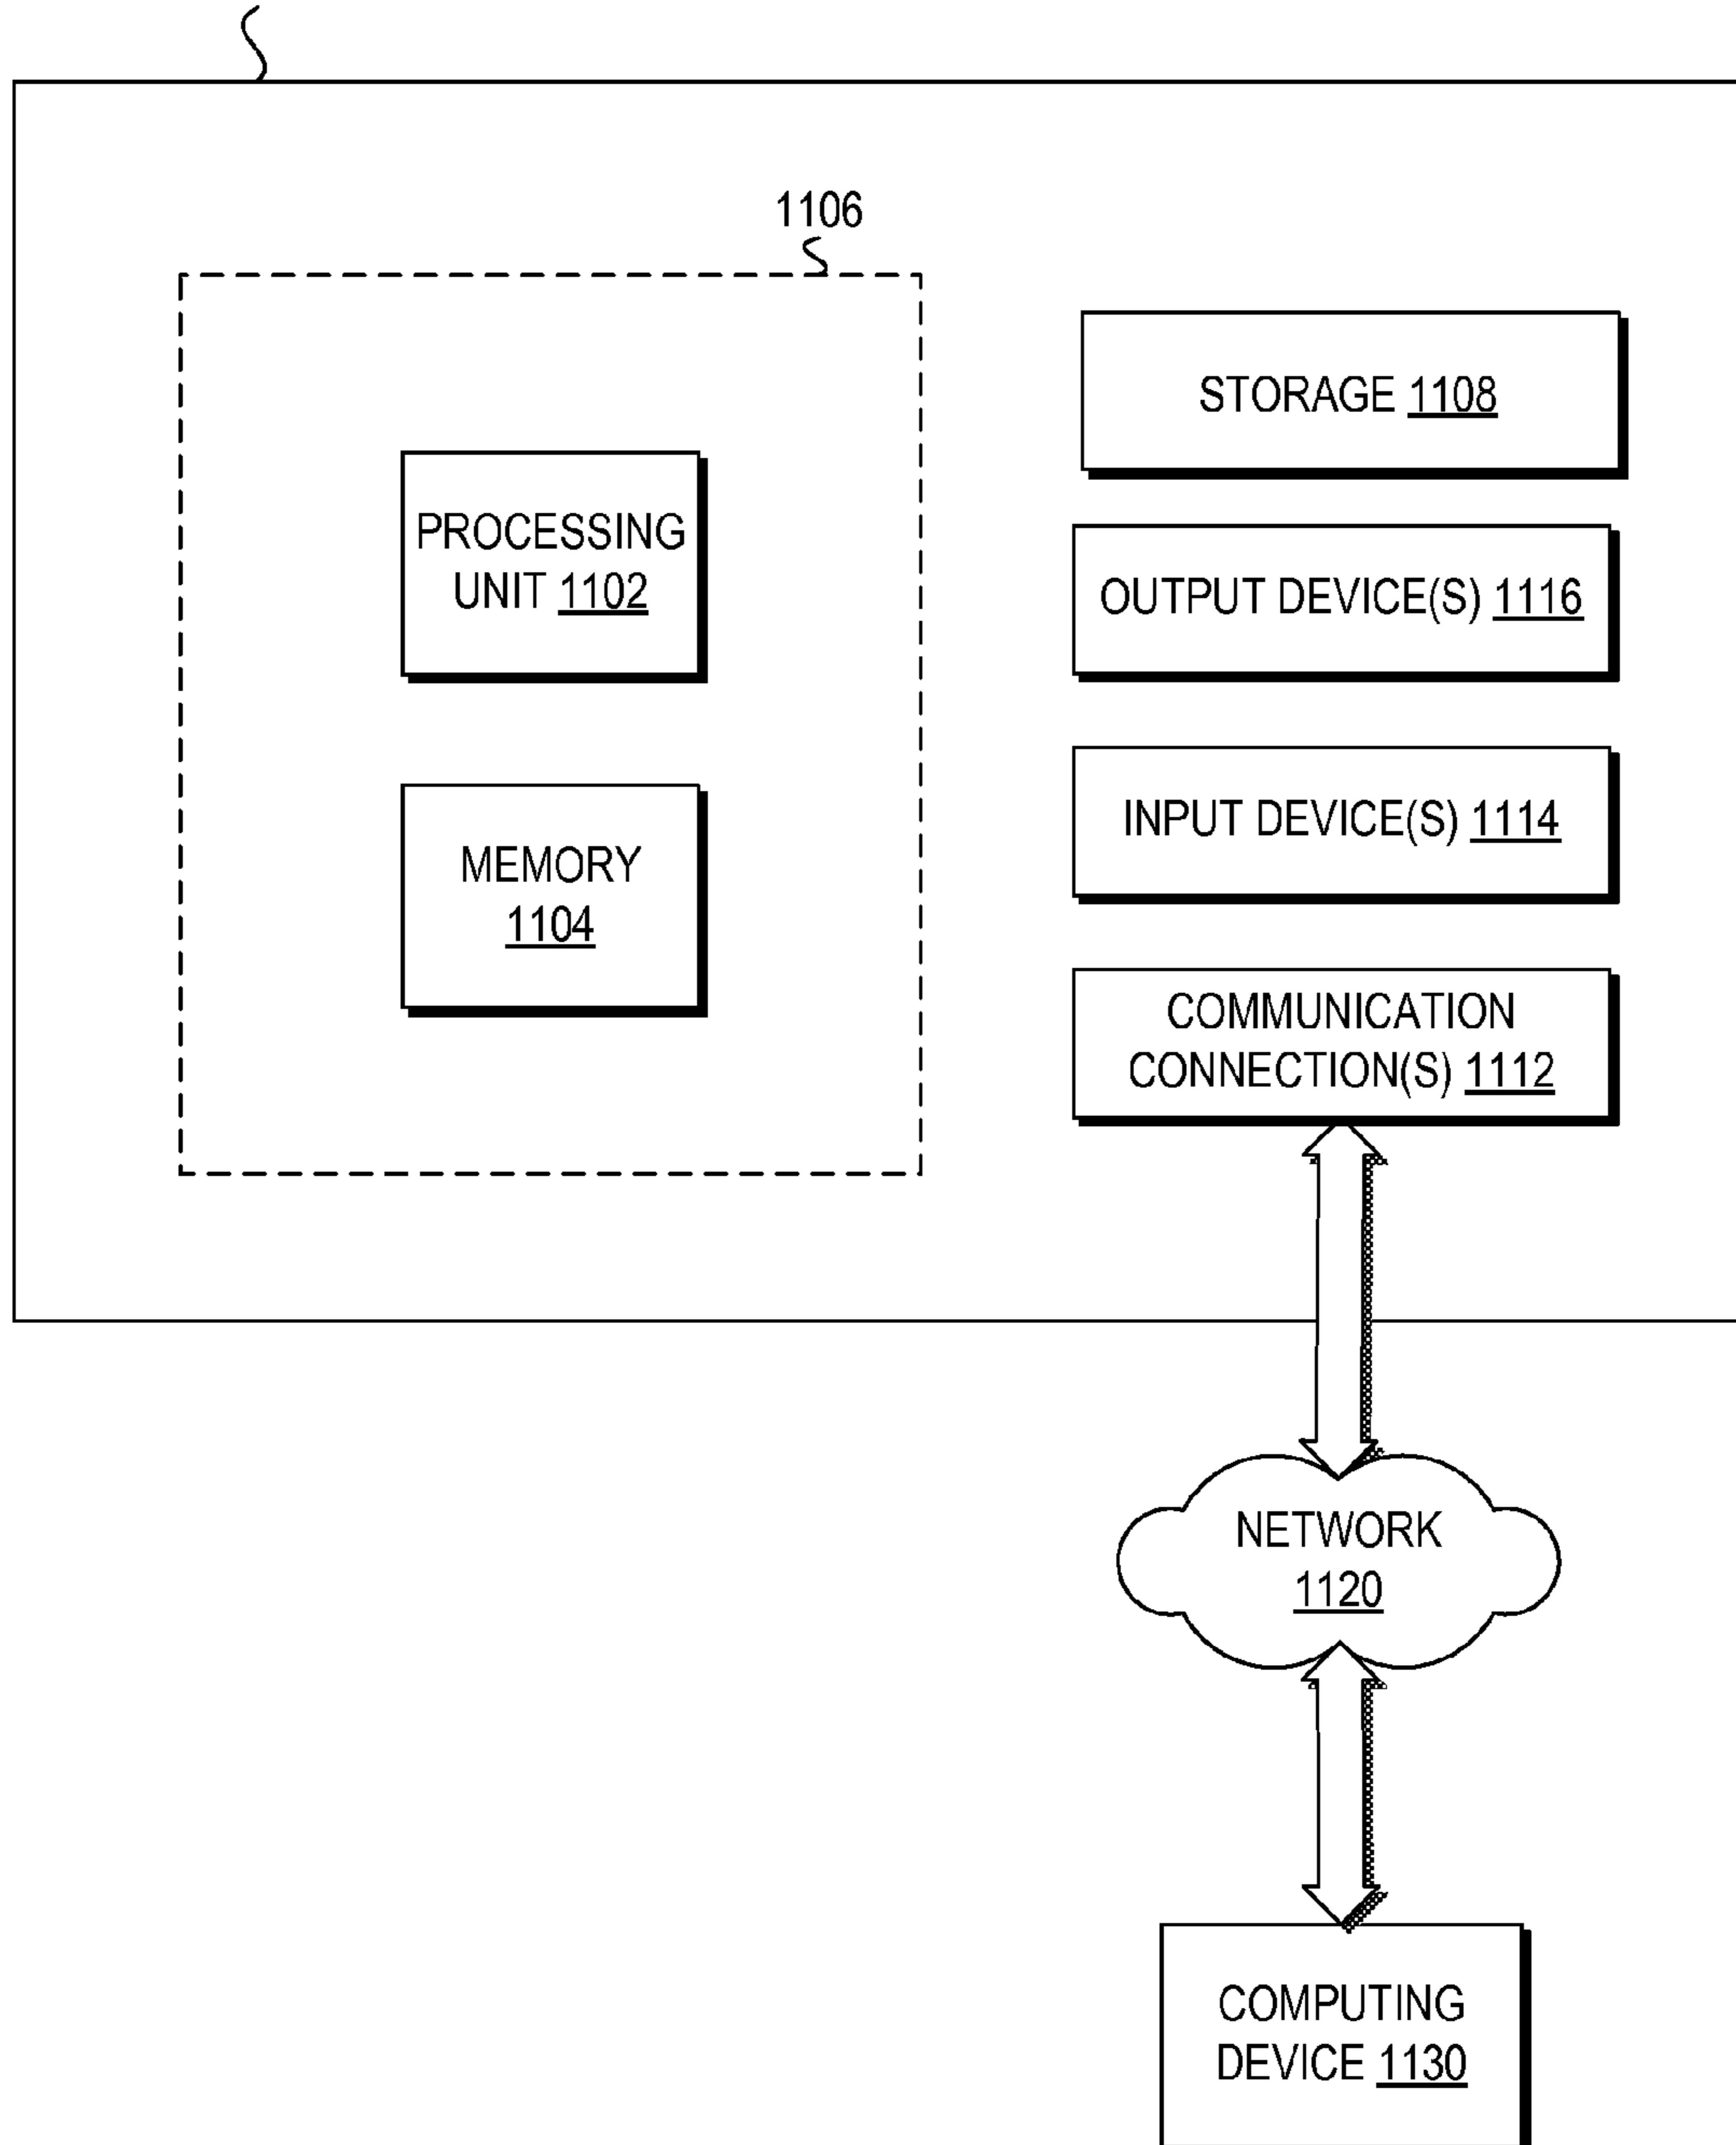 1106
STORAGE 1108
PROCESSING
UNIT 1102
OUTPUT DEVICE(S) 1116
INPUT DEVICE(S) 1114
MEMORY
1104
COMMUNICATION
CONNECTION(S) 1112
NETWORK
1120
COMPUTING
DEVICE 1130